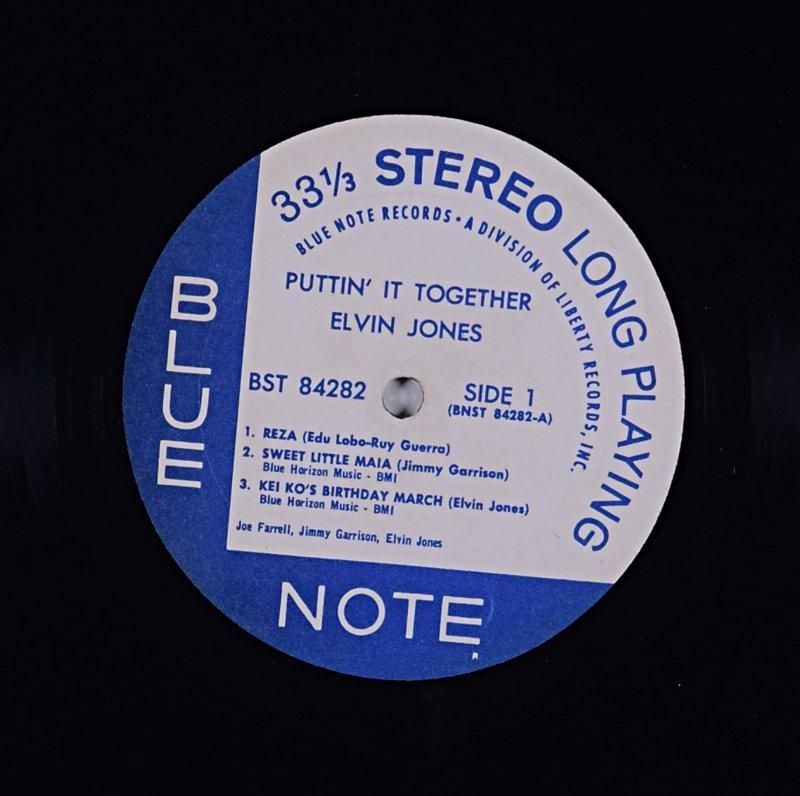 33⅓ STEREO LONG PLAYING
BLUE NOTE RECORDS • A DIVISION OF LIBERTY RECORDS, INC.
PUTTIN' IT TOGETHER
ELVIN JONES
BST 84282
SIDE 1
(BNST 84282-A)
1. REZA (Edu Lobo-Ruy Guerra)
2. SWEET LITTLE MAIA (Jimmy Garrison)
Blue Horizon Music - BMI
3. KEI KO'S BIRTHDAY MARCH (Elvin Jones)
Blue Horizon Music - BMI
Joe Farrell, Jimmy Garrison, Elvin Jones
BLUE
NOTE